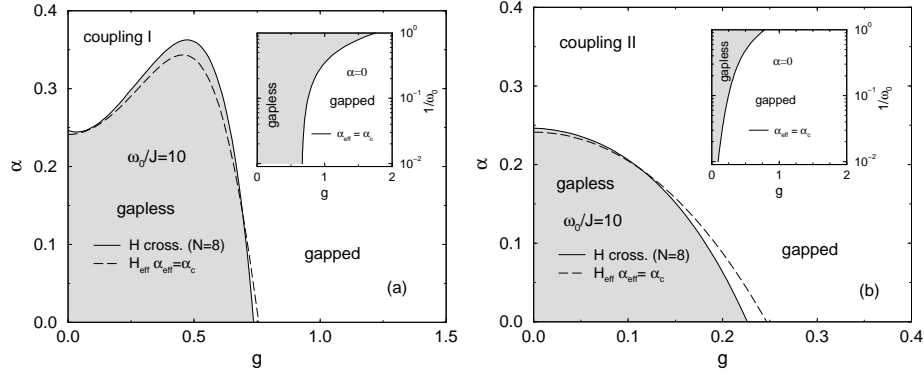 coupling I
ω₀/J=10
gapless
H cross. (N=8)
H_eff α_eff=α_c
gapped
(a)
α
0.4
0.3
0.2
0.1
0.0
0.0 0.5 1.0 1.5
g
gapless
α=0
gapped
α_eff = α_c
10⁰
10⁻¹
10⁻²
1/ω₀
0 1 2
g
coupling II
gapless
ω₀/J=10
H cross. (N=8)
H_eff α_eff= α_c
gapped
(b)
α
0.4
0.3
0.2
0.1
0.0
0.0 0.1 0.2 0.3 0.4
g
gapless
α=0
gapped
α_eff = α_c
10⁰
10⁻¹
10⁻²
1/ω₀
0 1 2
g